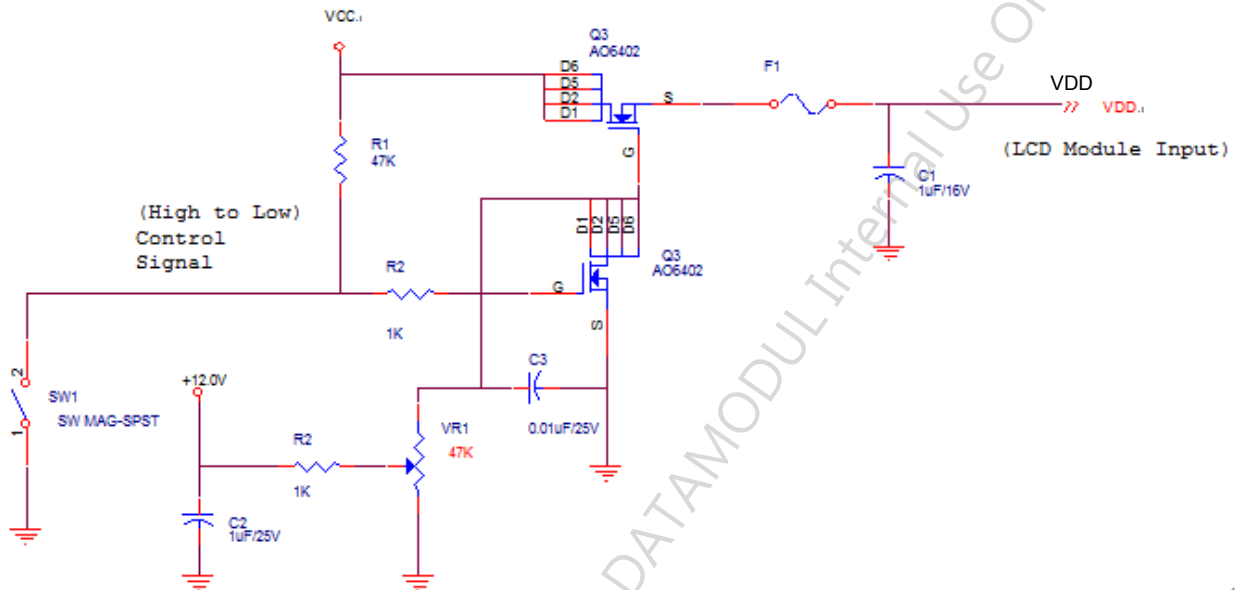 VCC.
Q3
AO6402
D6
D5
D2
D1
S
G
F1
VDD
VDD.
(LCD Module Input)
R1
47K
C1
1uF/16V
(High to Low)
Control
Signal
D1
D2
D5
D6
Q3
AO6402
R2
G
1K
S
C3
0.01uF/25V
2
SW1
SW MAG-SPST
1
+12.0V
R2
1K
VR1
47K
C2
1uF/25V
DATAMODUL Internal Use